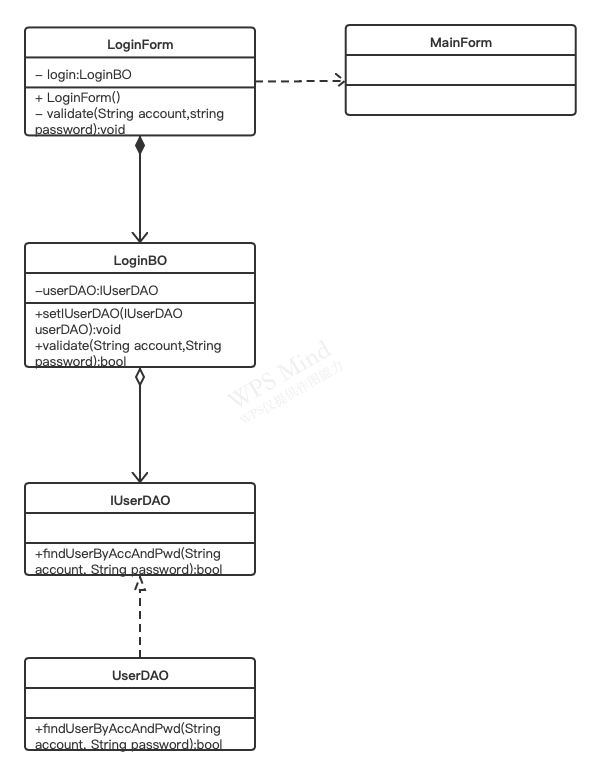 LoginForm
– login:LoginBO
+ LoginForm()
– validate(String account,string
password):void
MainForm
LoginBO
–userDAO:IUserDAO
+setIUserDAO(IUserDAO
userDAO):void
+validate(String account,String
password):bool
WPS Mind
WPS仅提供作图能力
IUserDAO
+findUserByAccAndPwd(String
account, String password):bool
UserDAO
+findUserByAccAndPwd(String
account, String password):bool